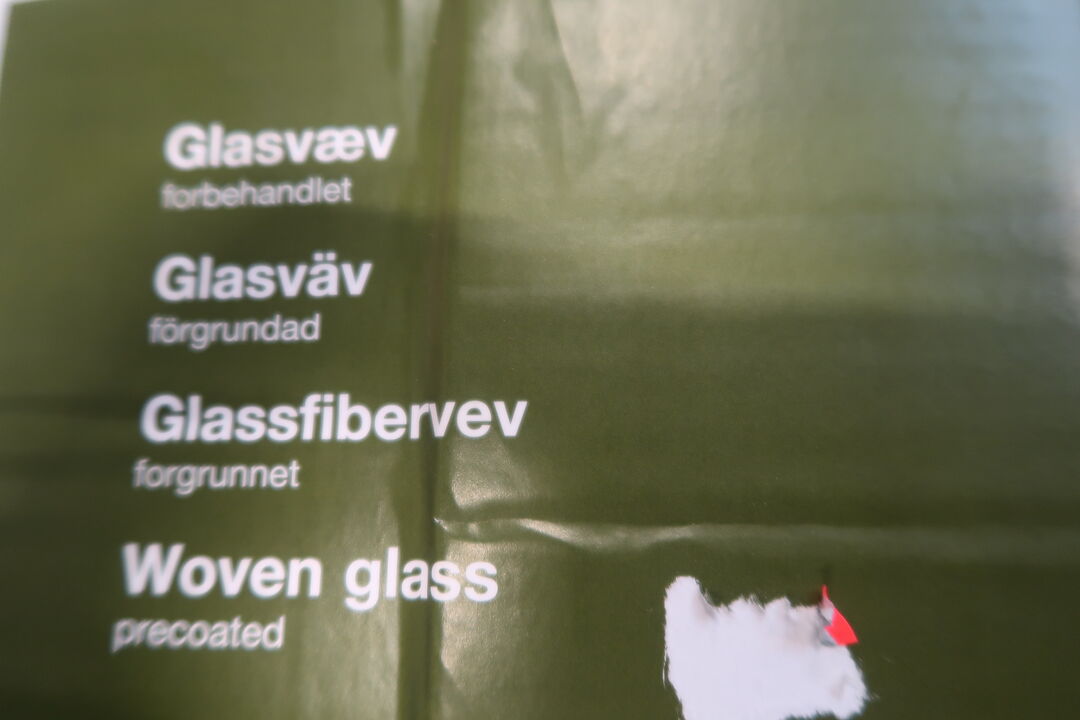 Glasvæv
forbehandlet
Glasväv
förgrundad
Glassfibervev
forgrunnet
Woven glass
precoated